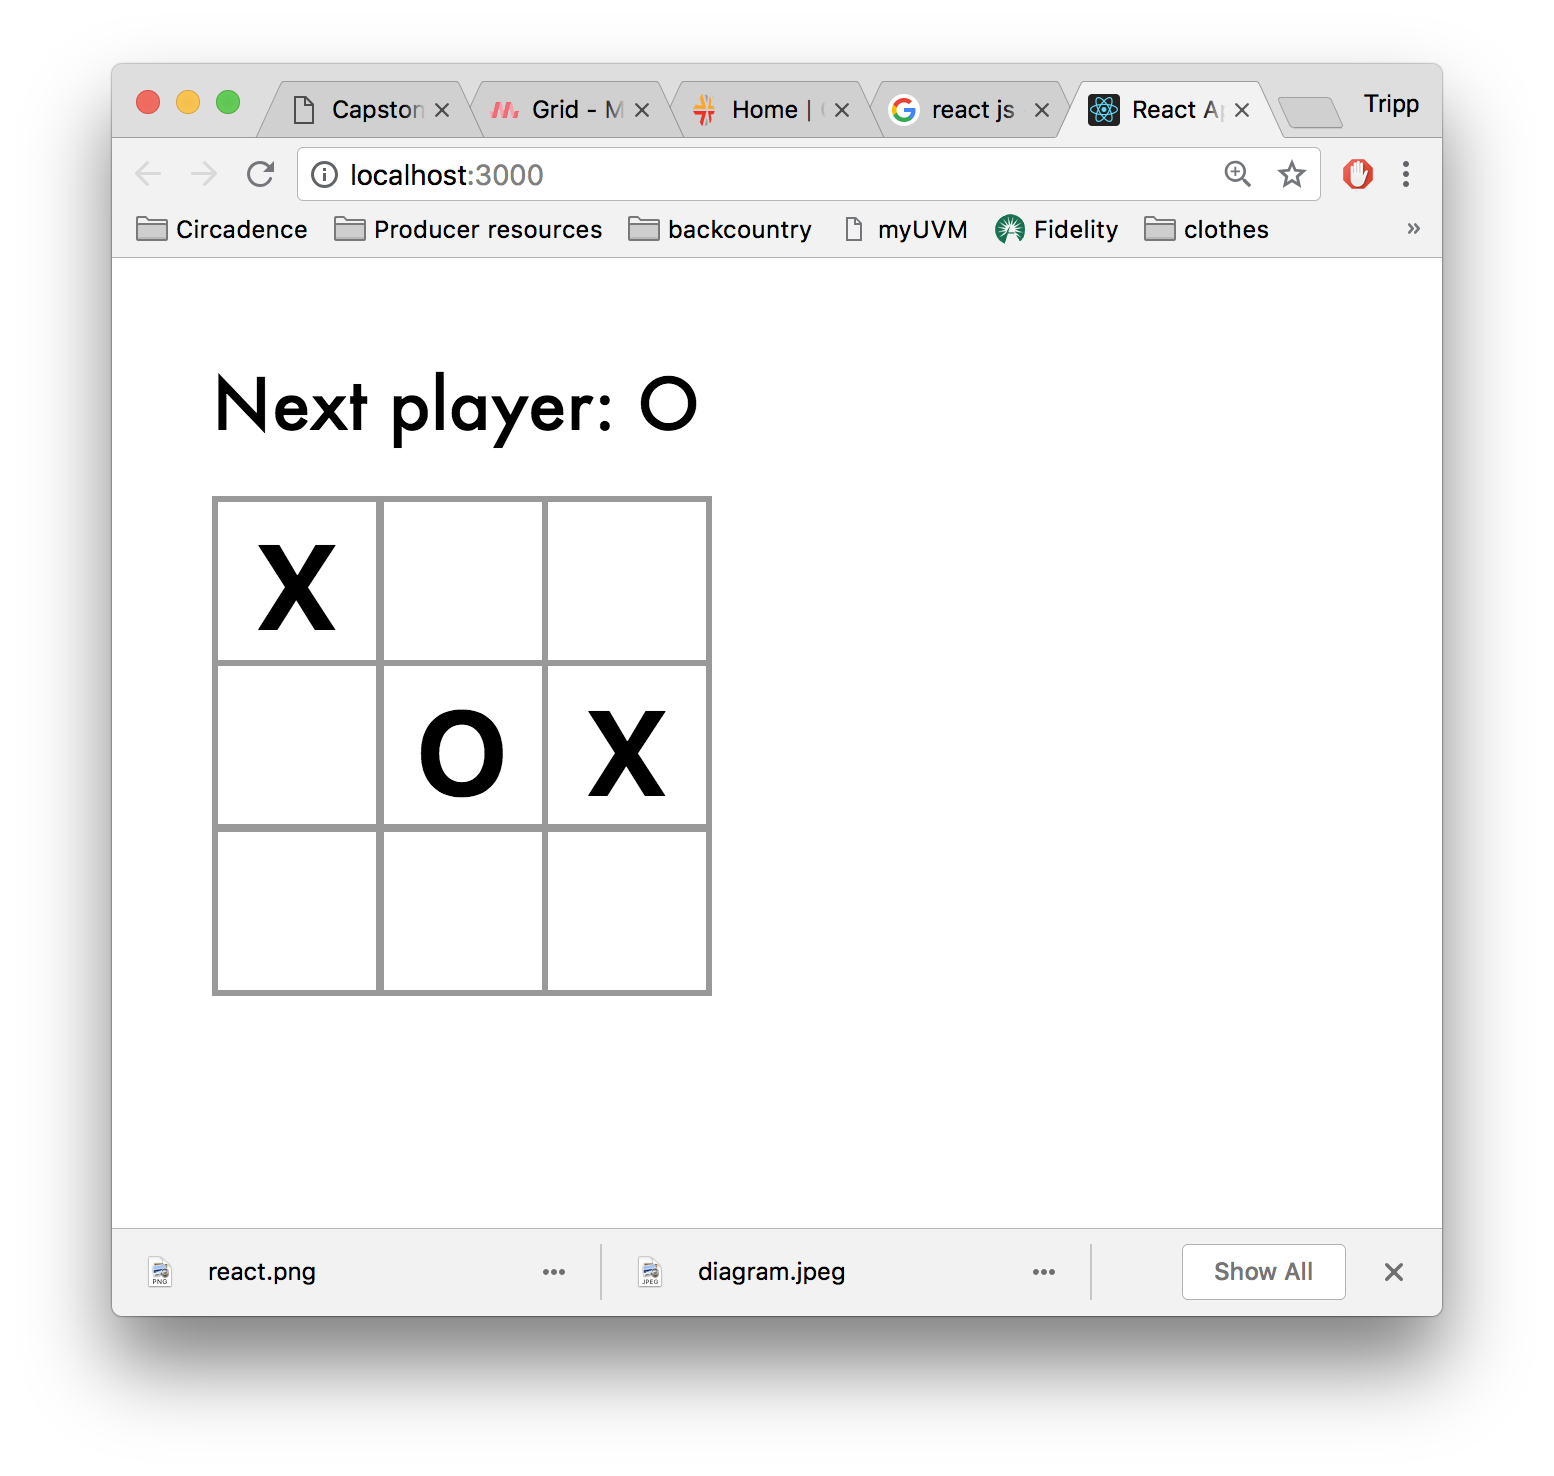 Capston
Grid - M
Home |
react js
React Ap
Tripp
localhost:3000
Circadence
Producer resources
backcountry
myUVM
Fidelity
clothes
Next player: O
X
O X
react.png
diagram.jpeg
Show All